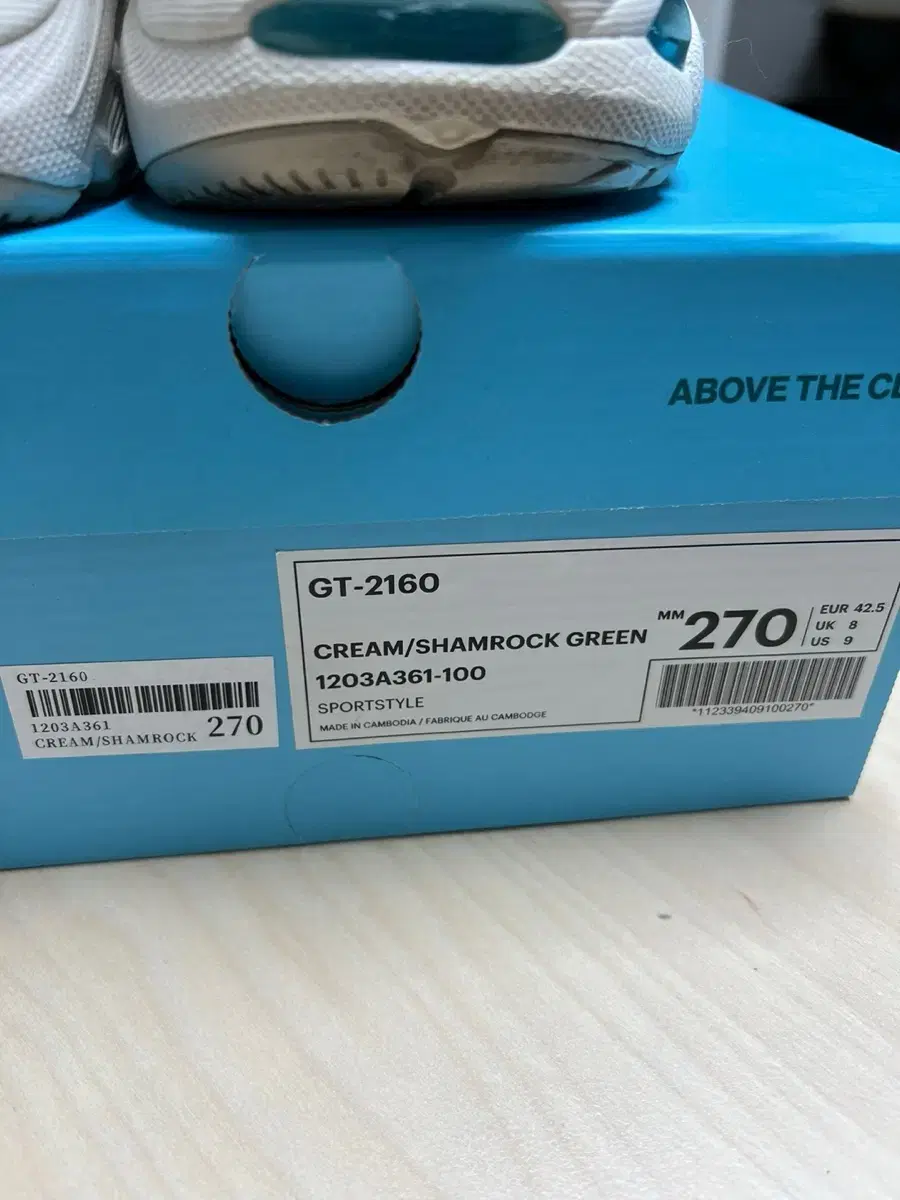 ABOVE THE
GT-2160
CREAM/SHAMROCK GREEN
1203A361-100
SPORTSTYLE
MADE IN CAMBODIA / FABRIQUE AU CAMBODGE
MM 270
EUR 42.5
UK 8
US 9
*112339409100270*
GT-2160
1203A361
CREAM/SHAMROCK 270